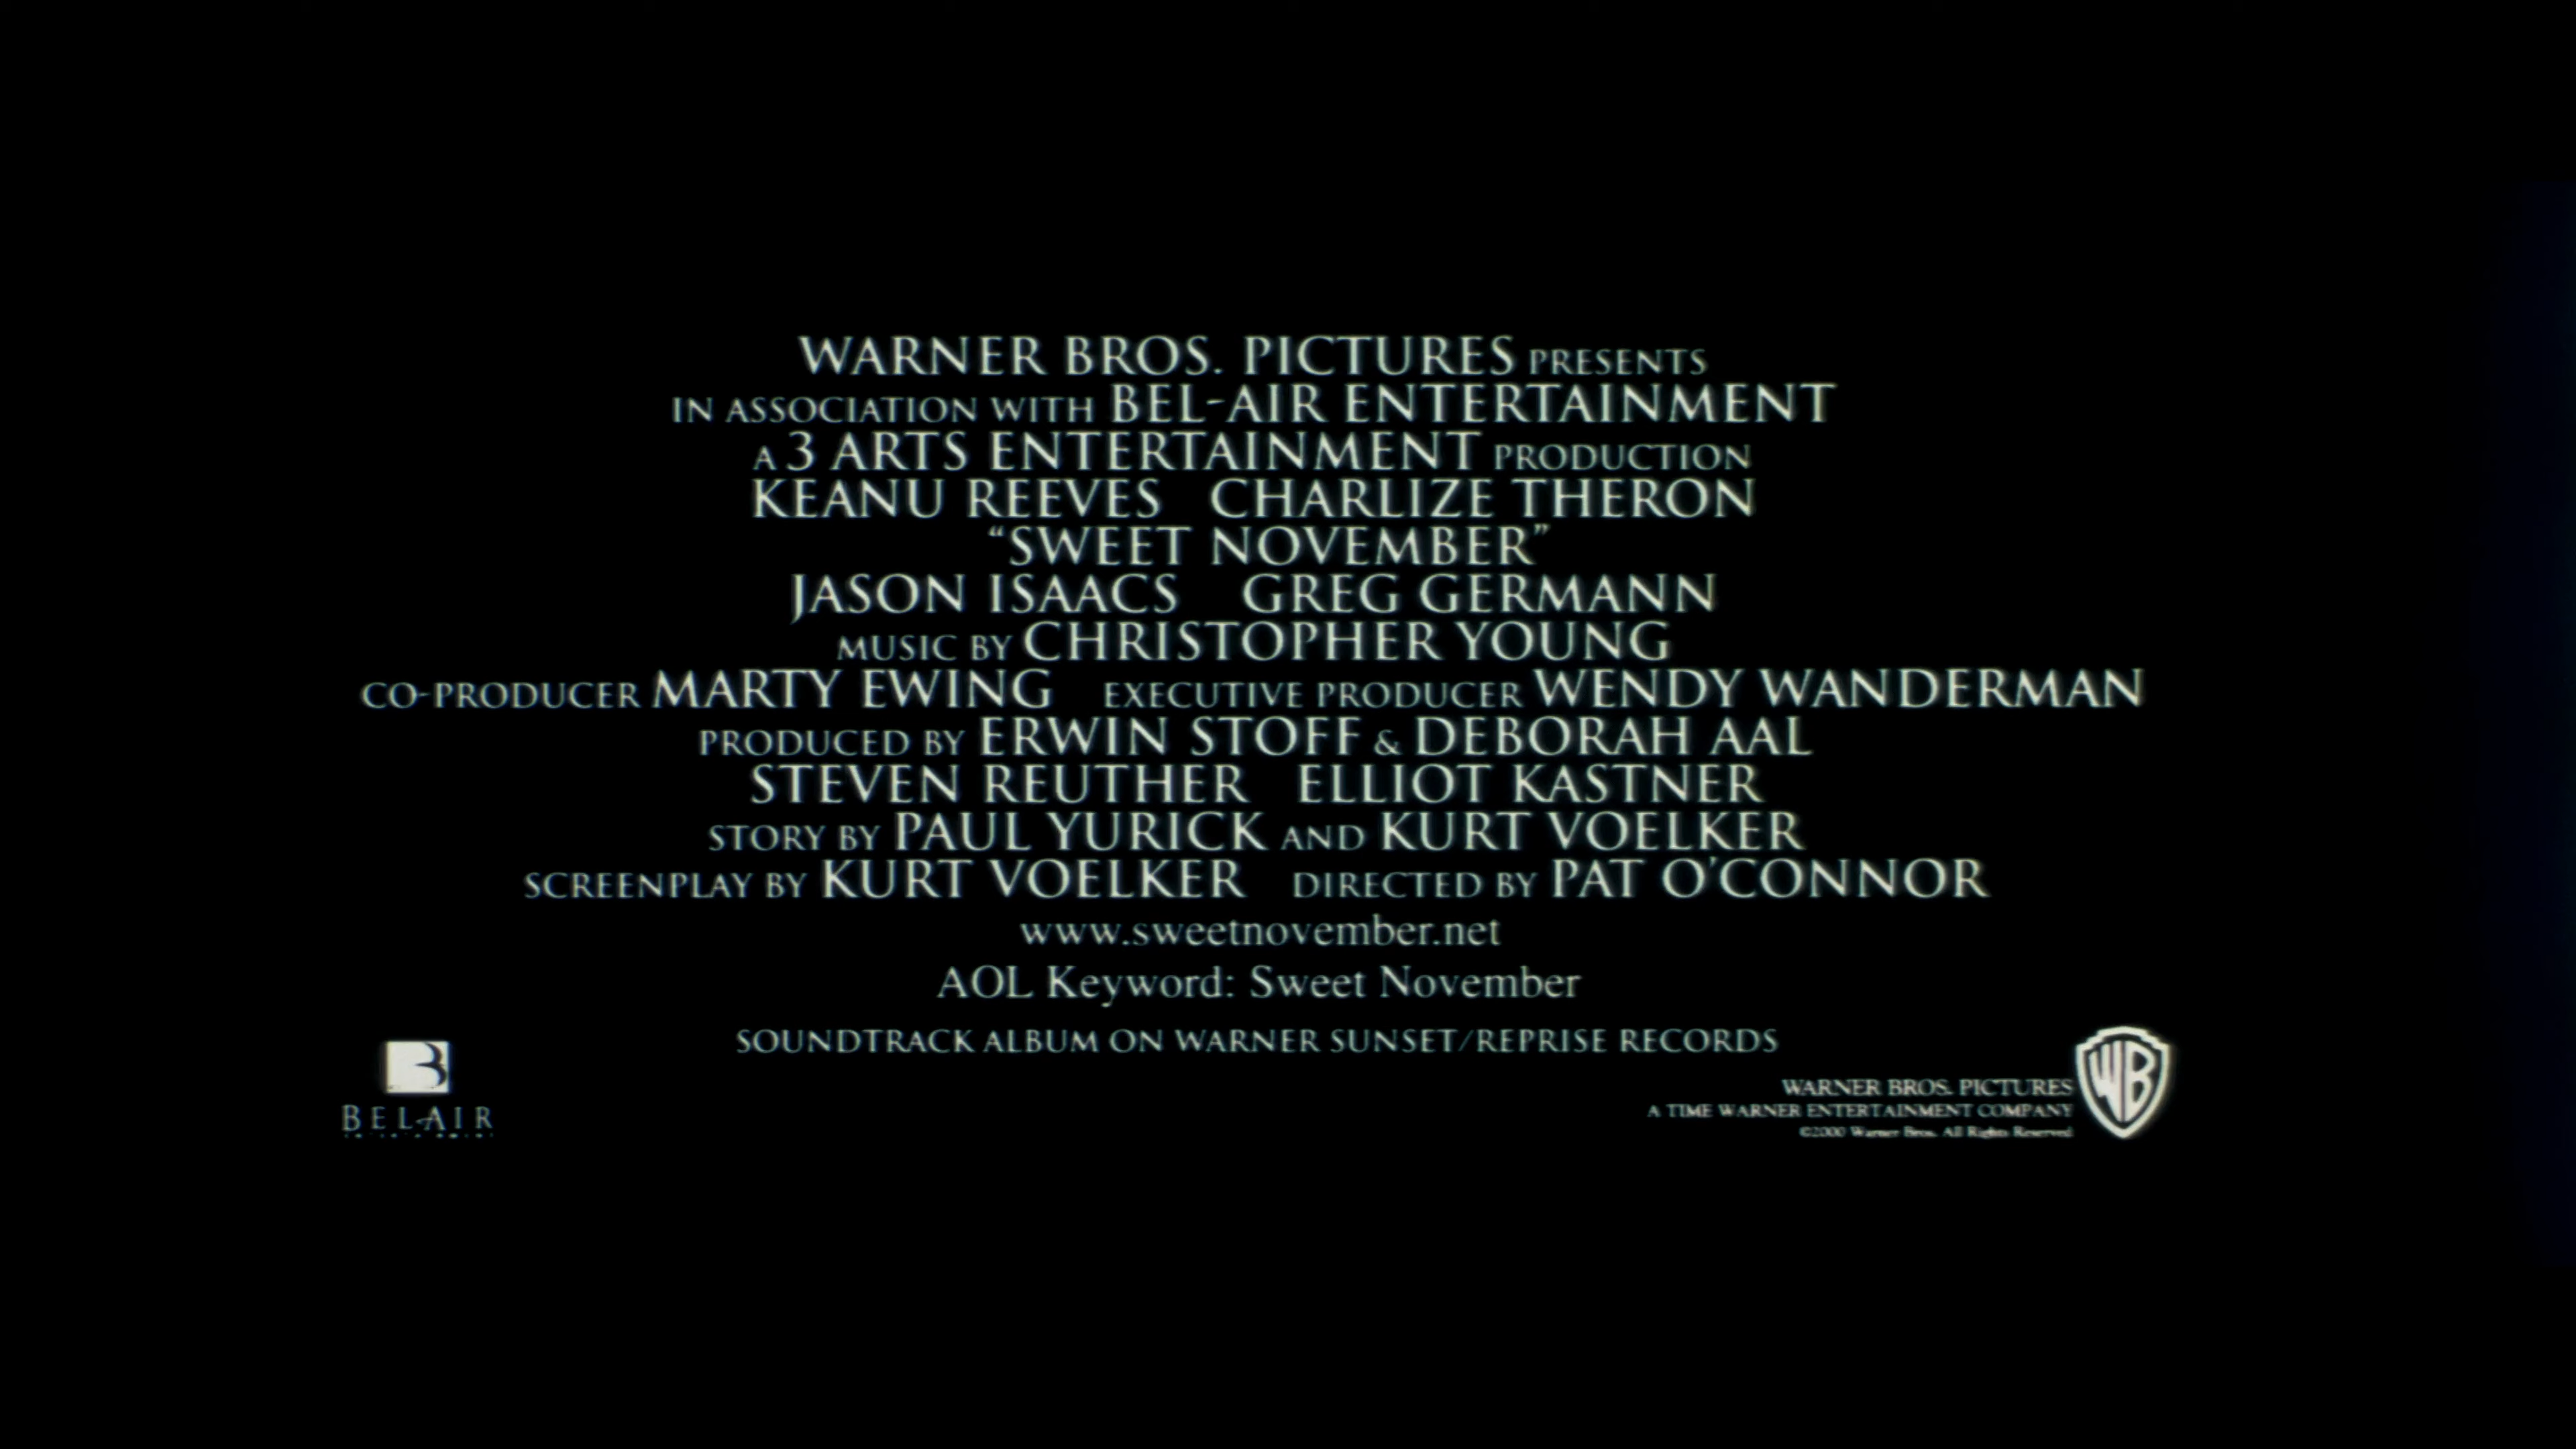 WARNER BROS. PICTURES PRESENTS
IN ASSOCIATION WITH BEL-AIR ENTERTAINMENT
A 3 ARTS ENTERTAINMENT PRODUCTION
KEANU REEVES CHARLIZE THERON
“SWEET NOVEMBER”
JASON ISAACS GREG GERMANN
MUSIC BY CHRISTOPHER YOUNG
CO-PRODUCER MARTY EWING EXECUTIVE PRODUCER WENDY WANDERMAN
PRODUCED BY ERWIN STOFF & DEBORAH AAL
STEVEN REUTHER ELLIOT KASTNER
STORY BY PAUL YURICK AND KURT VOELKER
SCREENPLAY BY KURT VOELKER DIRECTED BY PAT O’CONNOR
www.sweetnovember.net
AOL Keyword: Sweet November
SOUNDTRACK ALBUM ON WARNER SUNSET/REPRISE RECORDS
B
BELAIR
WB
WARNER BROS. PICTURES
A TIME WARNER ENTERTAINMENT COMPANY
©2000 Warner Bros. All Rights Reserved